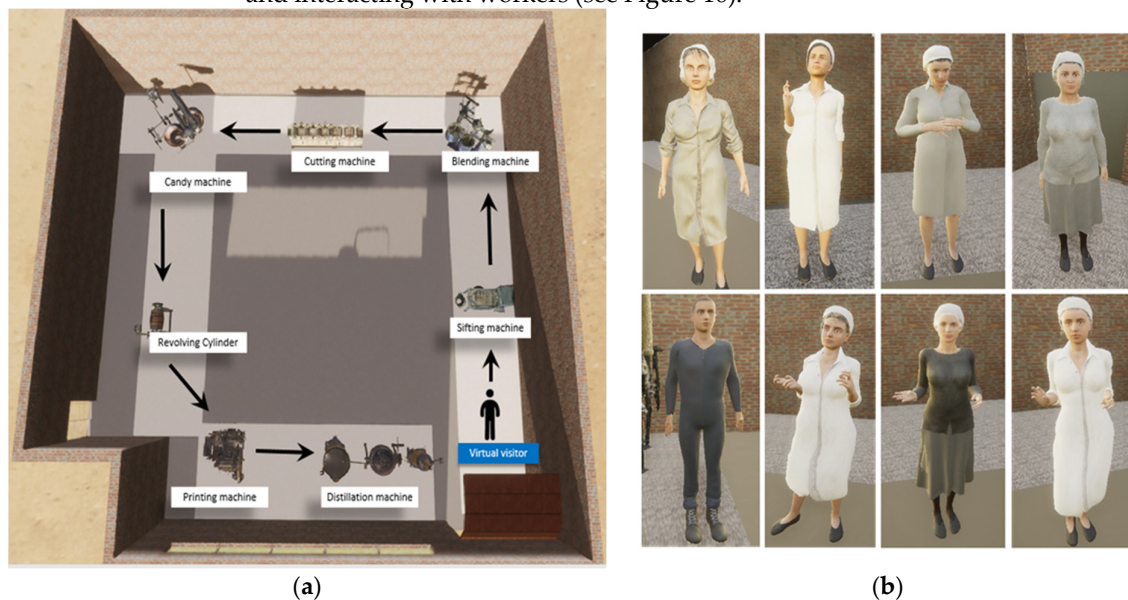 and interacting with workers (see Figure 10).
Cutting machine
Blending machine
Candy machine
Sifting machine
Revolving Cylinder
Virtual visitor
Printing machine
Distillation machine
(a)
(b)